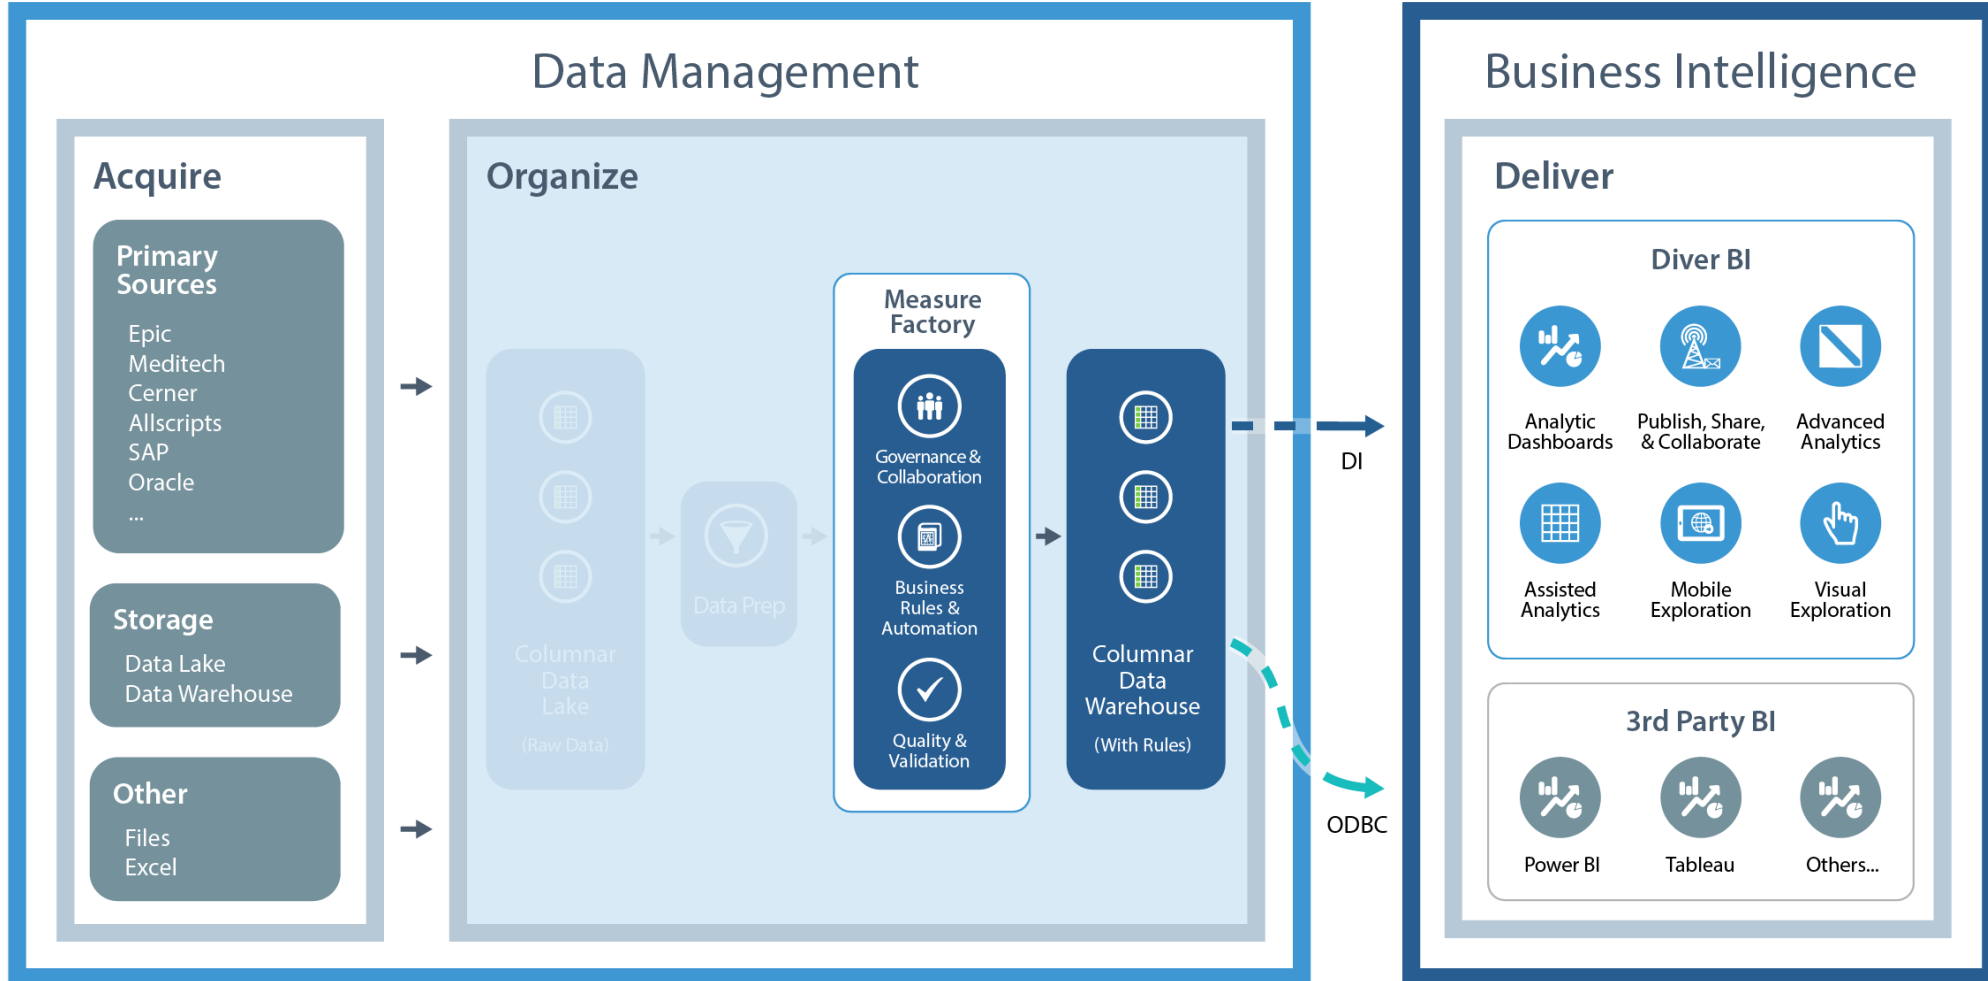 Data Management
Acquire
Primary
Sources
Epic
Meditech
Cerner
Allscripts
SAP
Oracle
...
Storage
Data Lake
Data Warehouse
Other
Files
Excel
Organize
Columnar
Data
Lake
(Raw Data)
Data Prep
Measure
Factory
Governance &
Collaboration
Business
Rules &
Automation
Quality &
Validation
Columnar
Data
Warehouse
(With Rules)
DI
ODBC
Business Intelligence
Deliver
Diver BI
Analytic
Dashboards
Publish, Share,
& Collaborate
Advanced
Analytics
Assisted
Analytics
Mobile
Exploration
Visual
Exploration
3rd Party BI
Power BI
Tableau
Others...